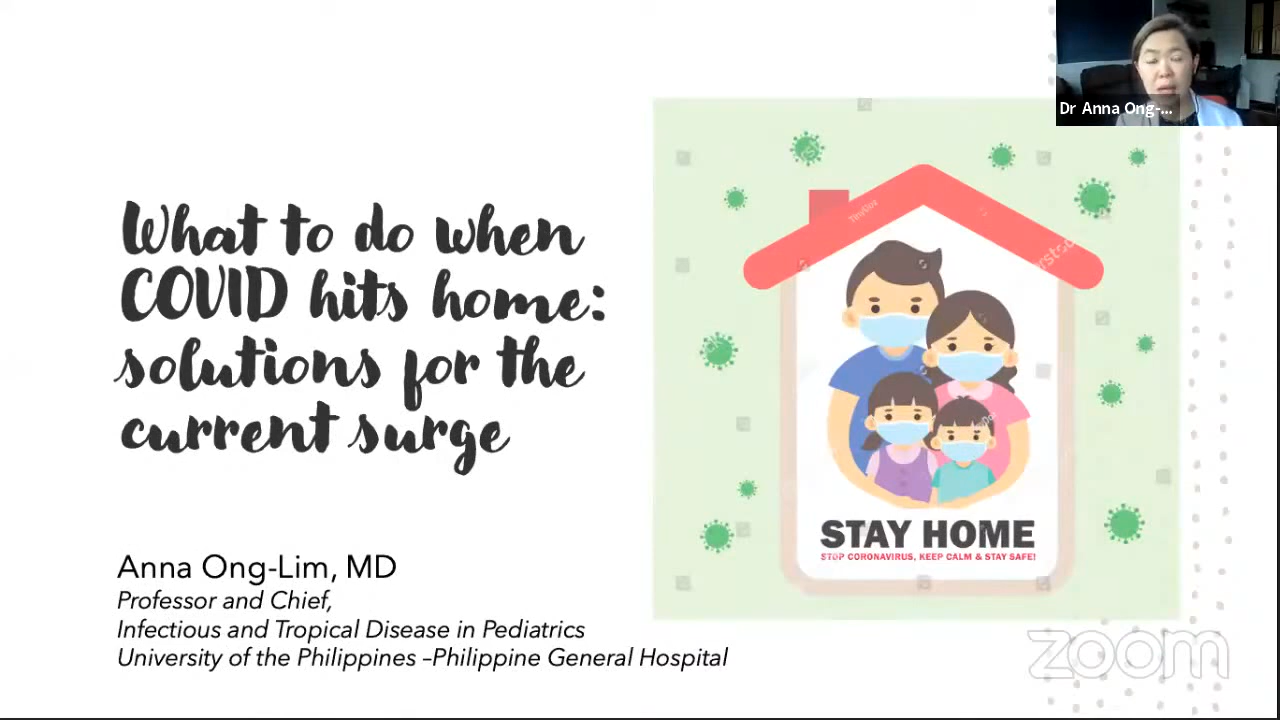 Dr Anna Ong-...
What to do when
COVID hits home:
solutions for the
current surge
STAY HOME
STOP CORONAVIRUS, KEEP CALM & STAY SAFE!
Anna Ong-Lim, MD
Professor and Chief,
Infectious and Tropical Disease in Pediatrics
University of the Philippines –Philippine General Hospital
zoom